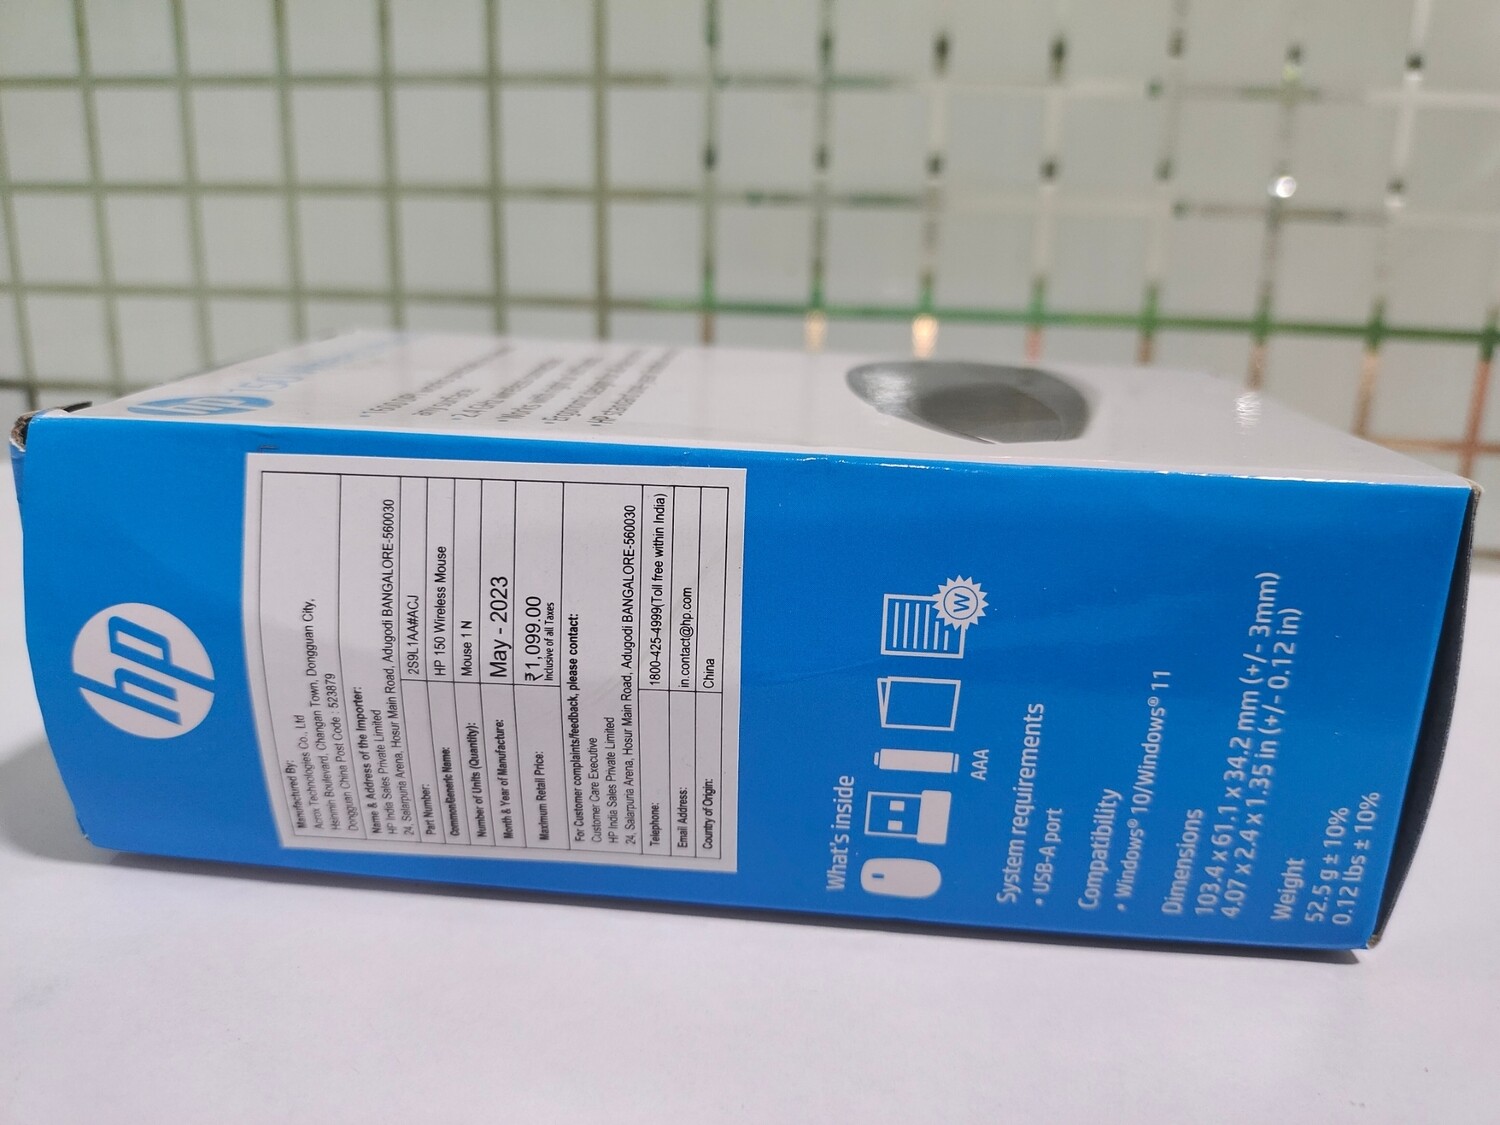 hp
Manufactured By:
Acrox Technologies Co., Ltd
Hsinmin Boulevard, Changan Town, Dongguan City,
Dongguan China Post Code : 523879
Name & Address of the Importer:
HP India Sales Private Limited
24, Salarpuria Arena, Hosur Main Road, Adugodi BANGALORE-560030
Part Number: 2S9L1AA#ACJ
Common/Generic Name: HP 150 Wireless Mouse
Number of Units (Quantity): Mouse 1 N
Month & Year of Manufacture: May - 2023
Maximum Retail Price: ₹1,099.00
Inclusive of all Taxes
For Customer complaints/feedback, please contact:
Customer Care Executive
HP India Sales Private Limited
24, Salarpuria Arena, Hosur Main Road, Adugodi BANGALORE-560030
Telephone: 1800-425-4999(Toll free within India)
Email Address: in.contact@hp.com
Country of Origin: China
What's inside
AAA
W
System requirements
• USB-A port
Compatibility
• Windows® 10/Windows® 11
Dimensions
103.4 x 61.1 x 34.2 mm (+/- 3mm)
4.07 x 2.4 x 1.35 in (+/- 0.12 in)
Weight
52.5 g ± 10%
0.12 lbs ± 10%
hp 150
any surface